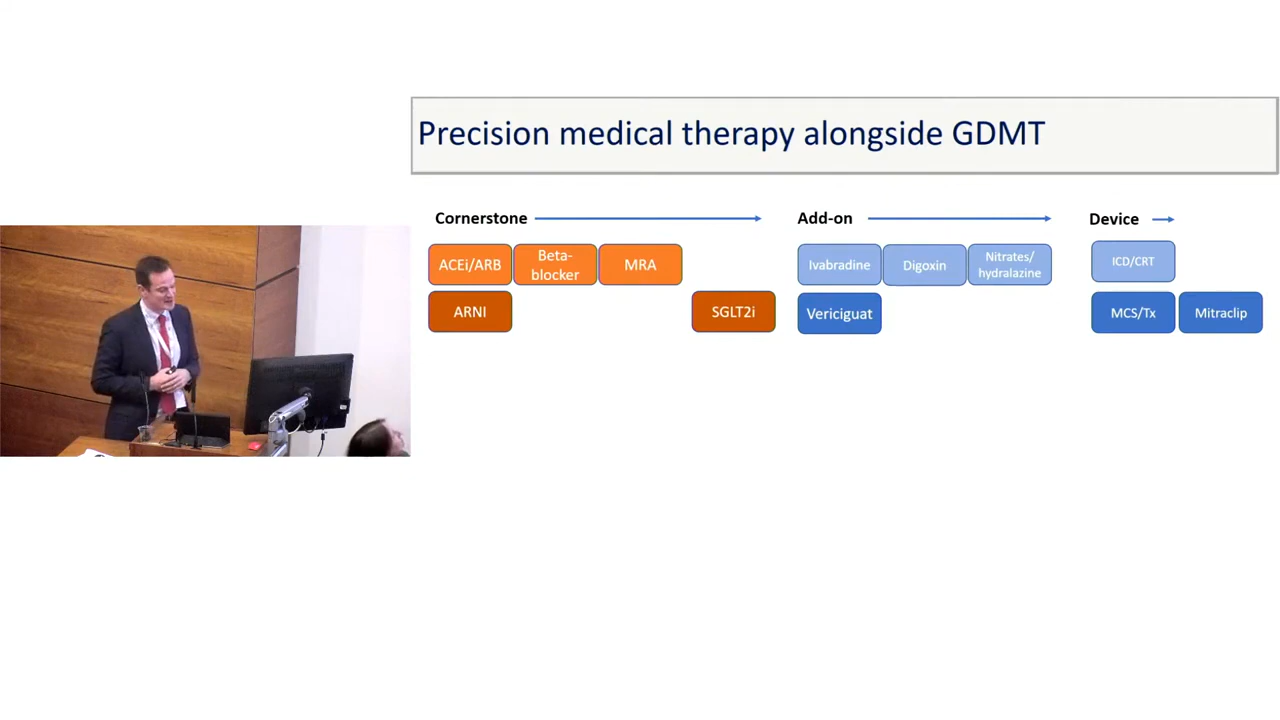 Precision medical therapy alongside GDMT
Cornerstone
Add-on
Device
ACEi/ARB
Beta-
blocker
MRA
Ivabradine
Digoxin
Nitrates/
hydralazine
ICD/CRT
ARNI
SGLT2i
Vericiguat
MCS/Tx
Mitraclip